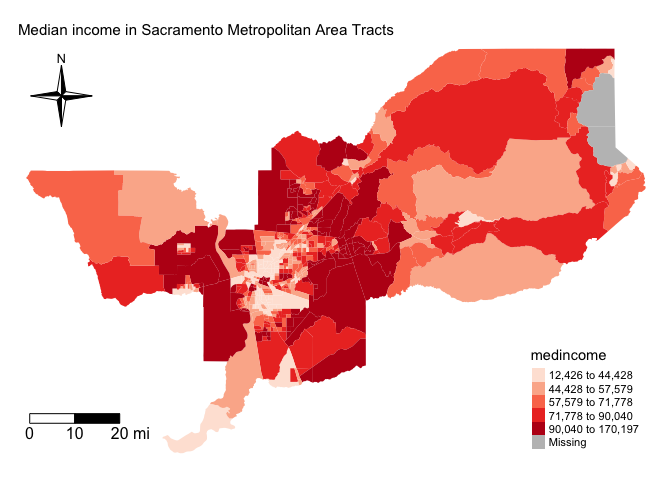 Median income in Sacramento Metropolitan Area Tracts
N
medincome
12,426 to 44,428
44,428 to 57,579
57,579 to 71,778
71,778 to 90,040
90,040 to 170,197
Missing
0 10 20 mi